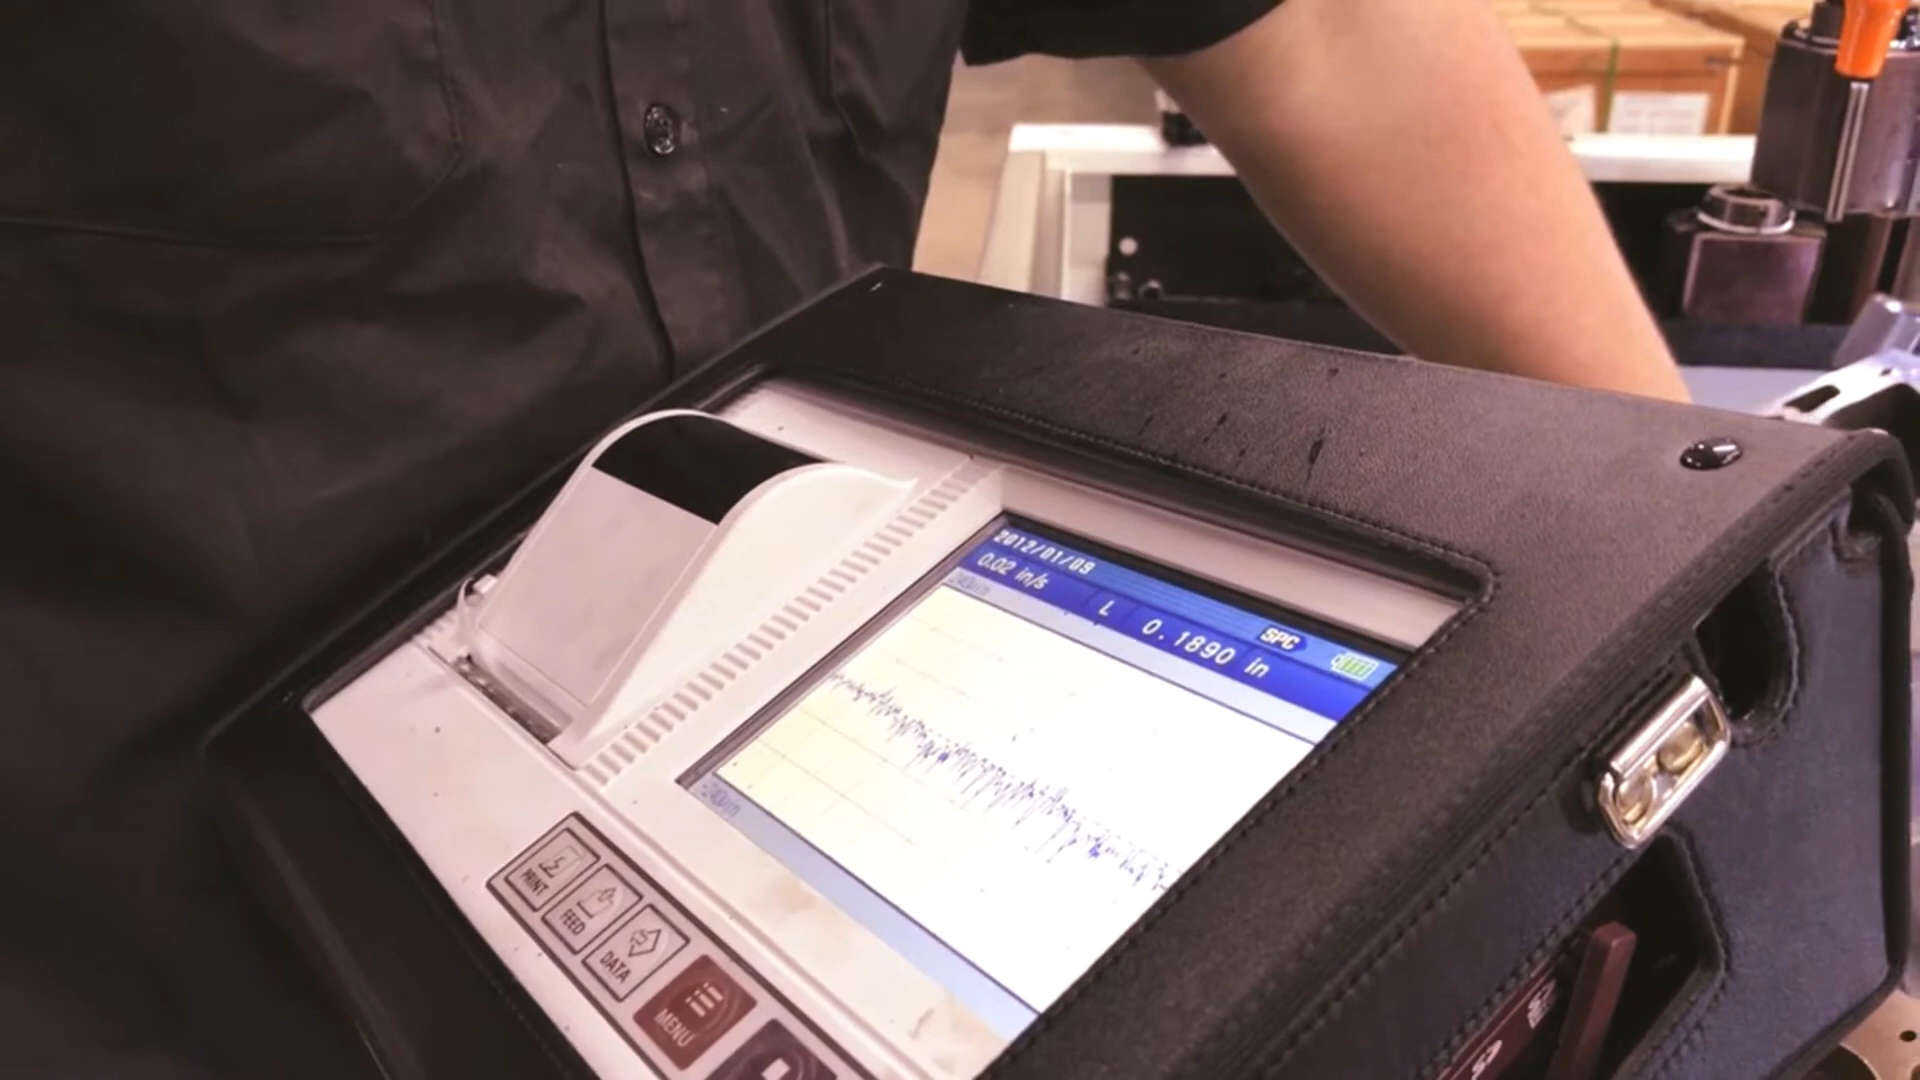 2012/01/09
0.02 in/s
L
0.1890 in
SPC
PRINT
FEED
DATA
MENU